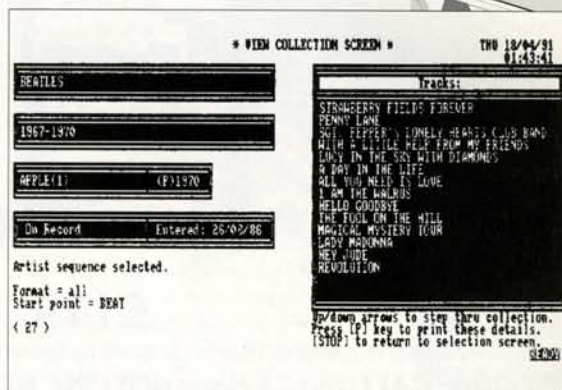 * VIEW COLLECTION SCREEN *
THU 18/04/91
01:43:41
BEATLES
1967-1970
APPLE(1) (P)1970
On Record Entered: 26/02/86
Artist sequence selected.
Format = all
Start point = BEAT
< 27 >
Tracks:
STRAWBERRY FIELDS FOREVER
PENNY LANE
SGT. PEPPER'S LONELY HEARTS CLUB BAND
WITH A LITTLE HELP FROM MY FRIENDS
LUCY IN THE SKY WITH DIAMONDS
A DAY IN THE LIFE
ALL YOU NEED IS LOVE
I AM THE WALRUS
HELLO GOODBYE
THE FOOL ON THE HILL
MAGICAL MYSTERY TOUR
LADY MADONNA
HEY JUDE
REVOLUTION
Up/down arrows to step thru collection.
Press [P] key to print these details.
[STOP] to return to selection screen.